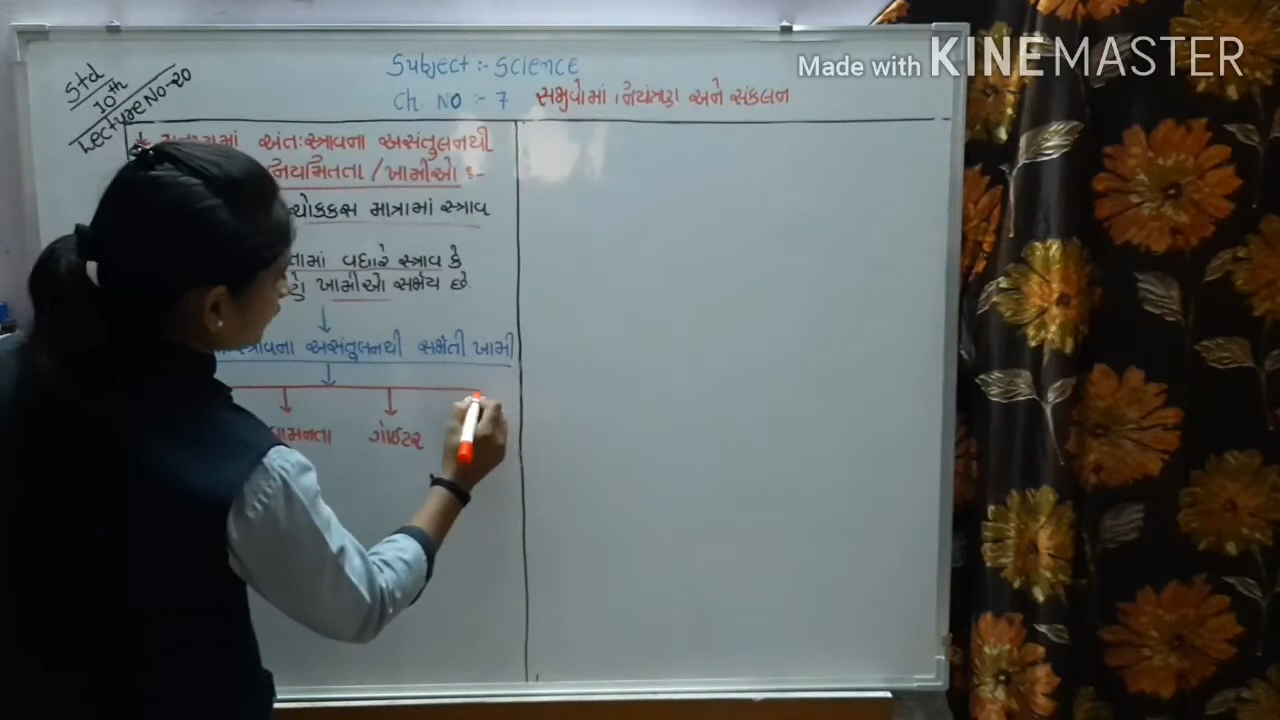 Made with KINEMASTER
Std
10th
Lecture No-20
Subject :- Science
Ch. NO :- 7 સજીવોમાં નિયંત્રણ અને સંકલન
અંતઃસ્ત્રાવના અસંતુલનથી
નિયમિતતા / ખામીઓ :-
ચોક્કસ માત્રામાં સ્ત્રાવ
વધારે સ્ત્રાવ કે
ખામીઓ સર્જાય છે.
અસંતુલનથી સર્જાતી ખામી
ગોઈટર